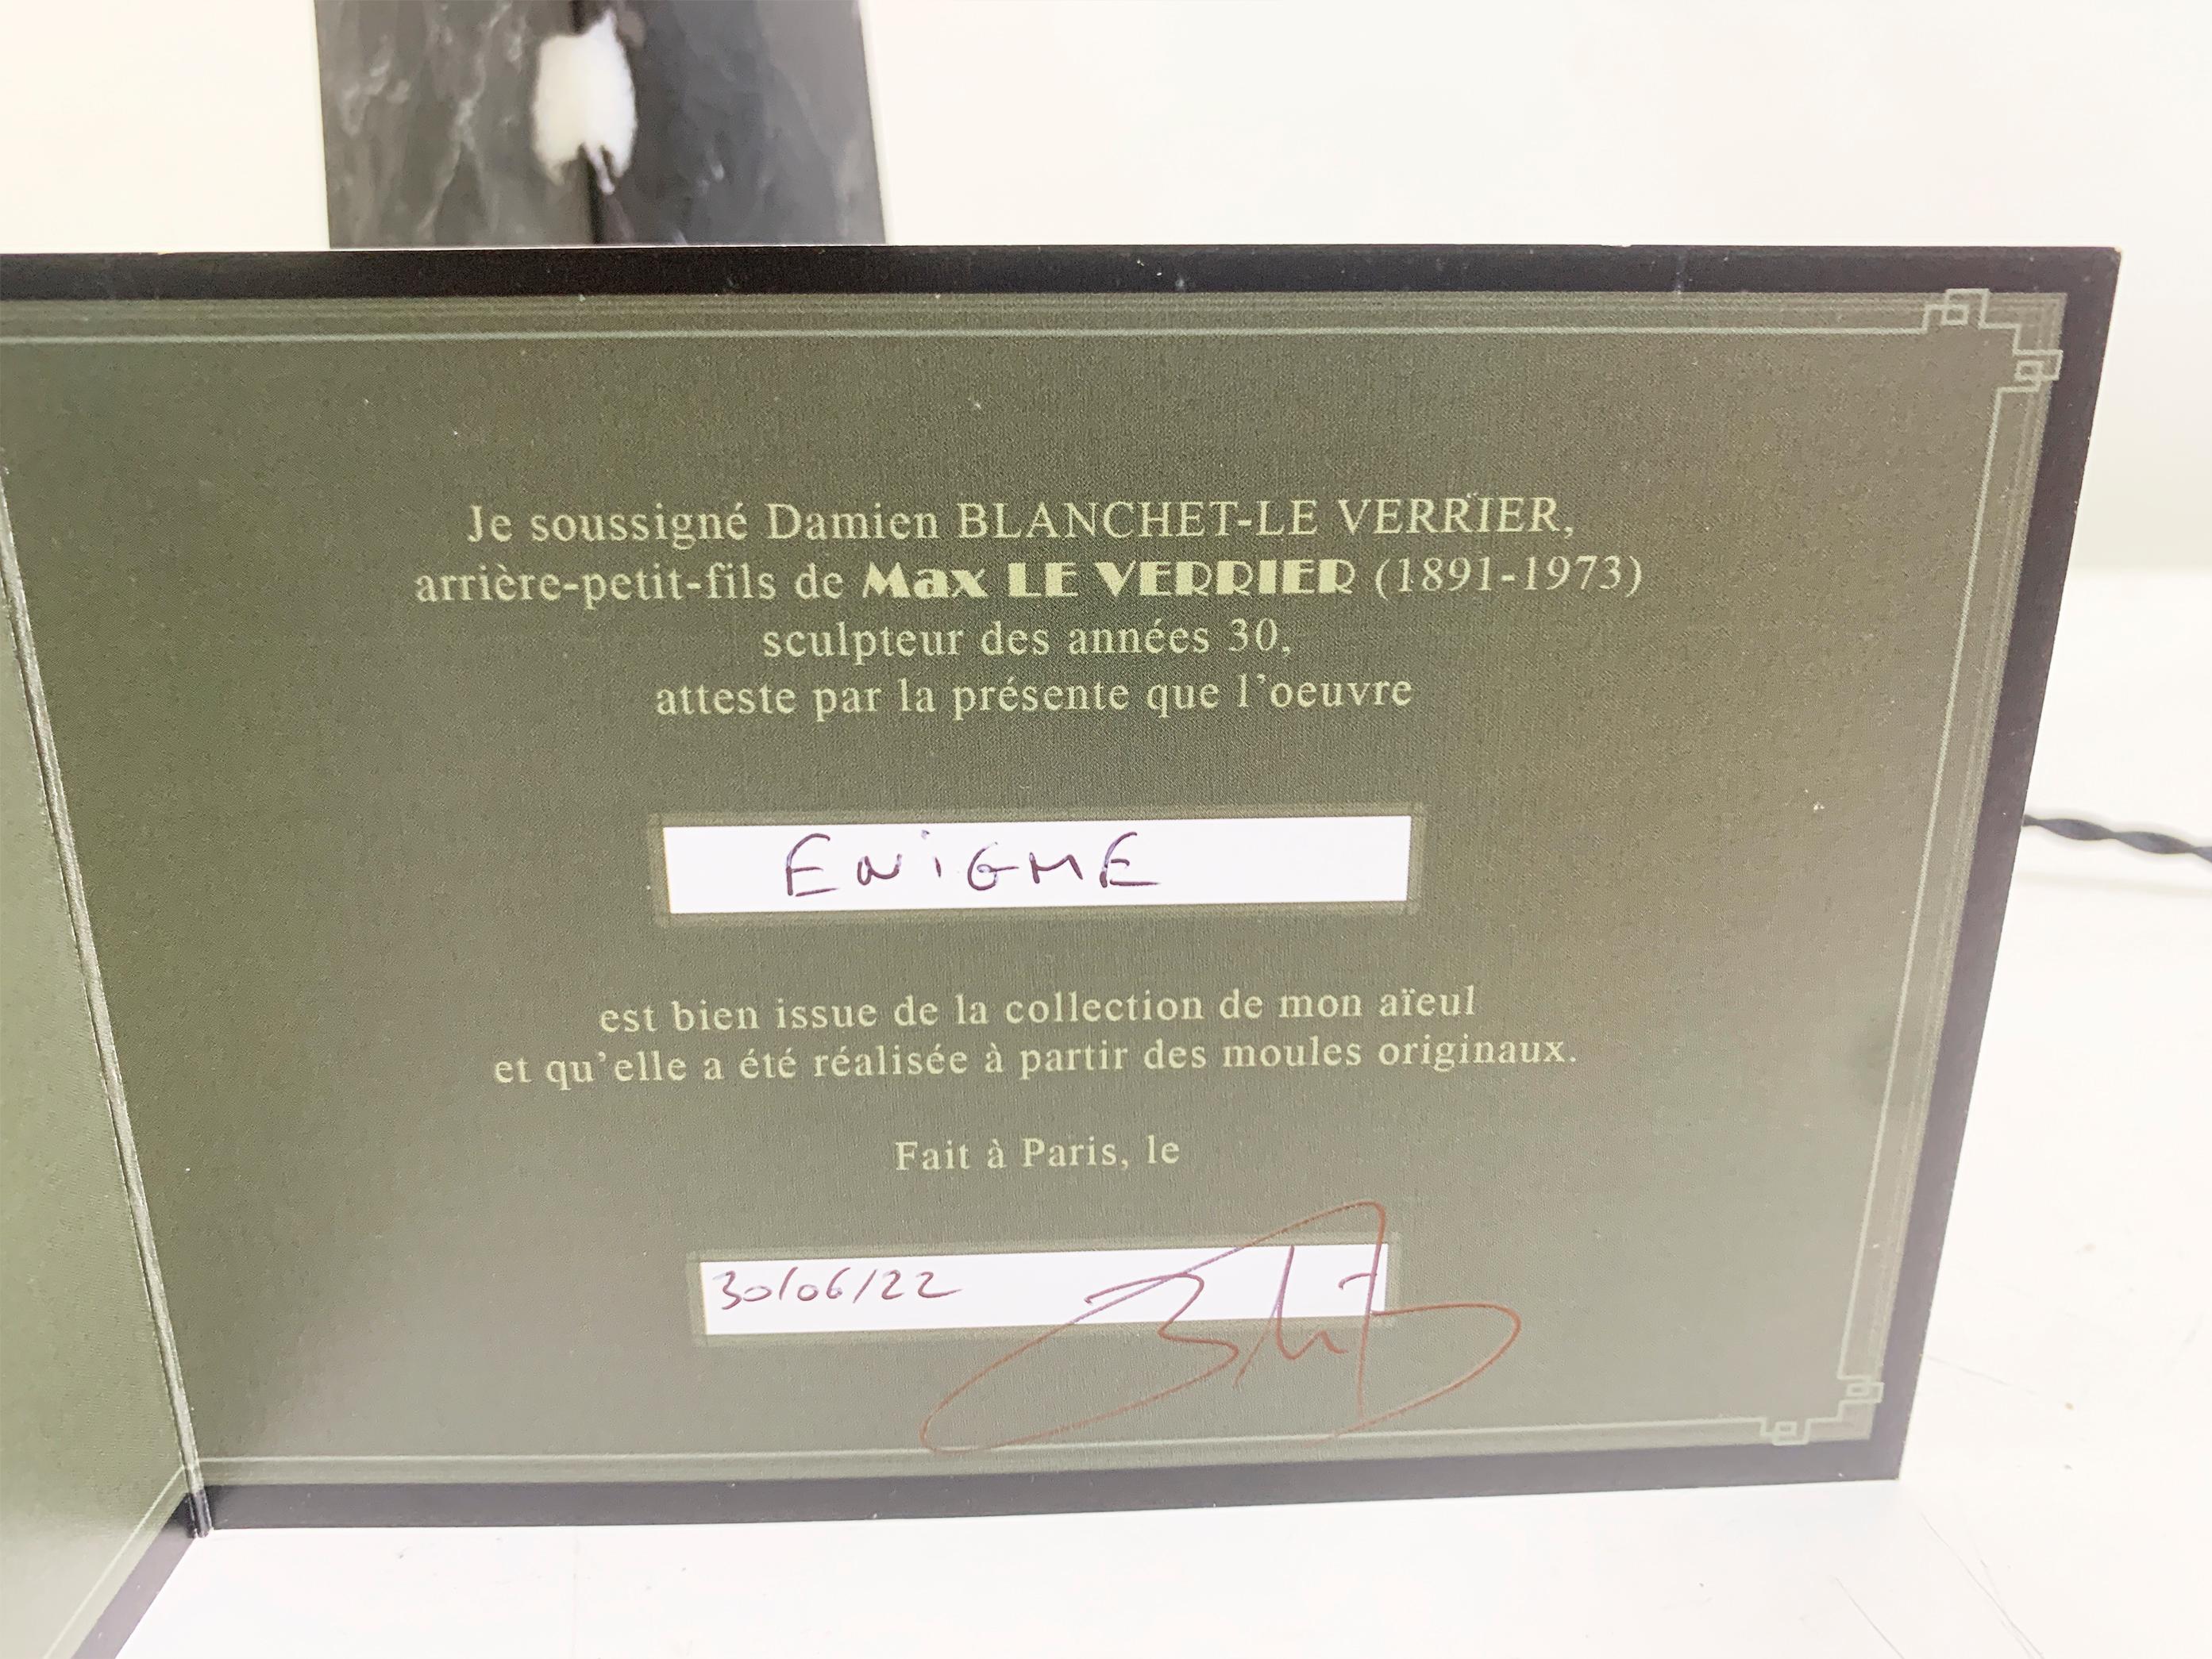 Je soussigné Damien BLANCHET-LE VERRIER,
arrière-petit-fils de Max LE VERRIER (1891-1973)
sculpteur des années 30,
atteste par la présente que l'oeuvre
ENiGME
est bien issue de la collection de mon aïeul
et qu'elle a été réalisée à partir des moules originaux.
Fait à Paris, le
30/06/22